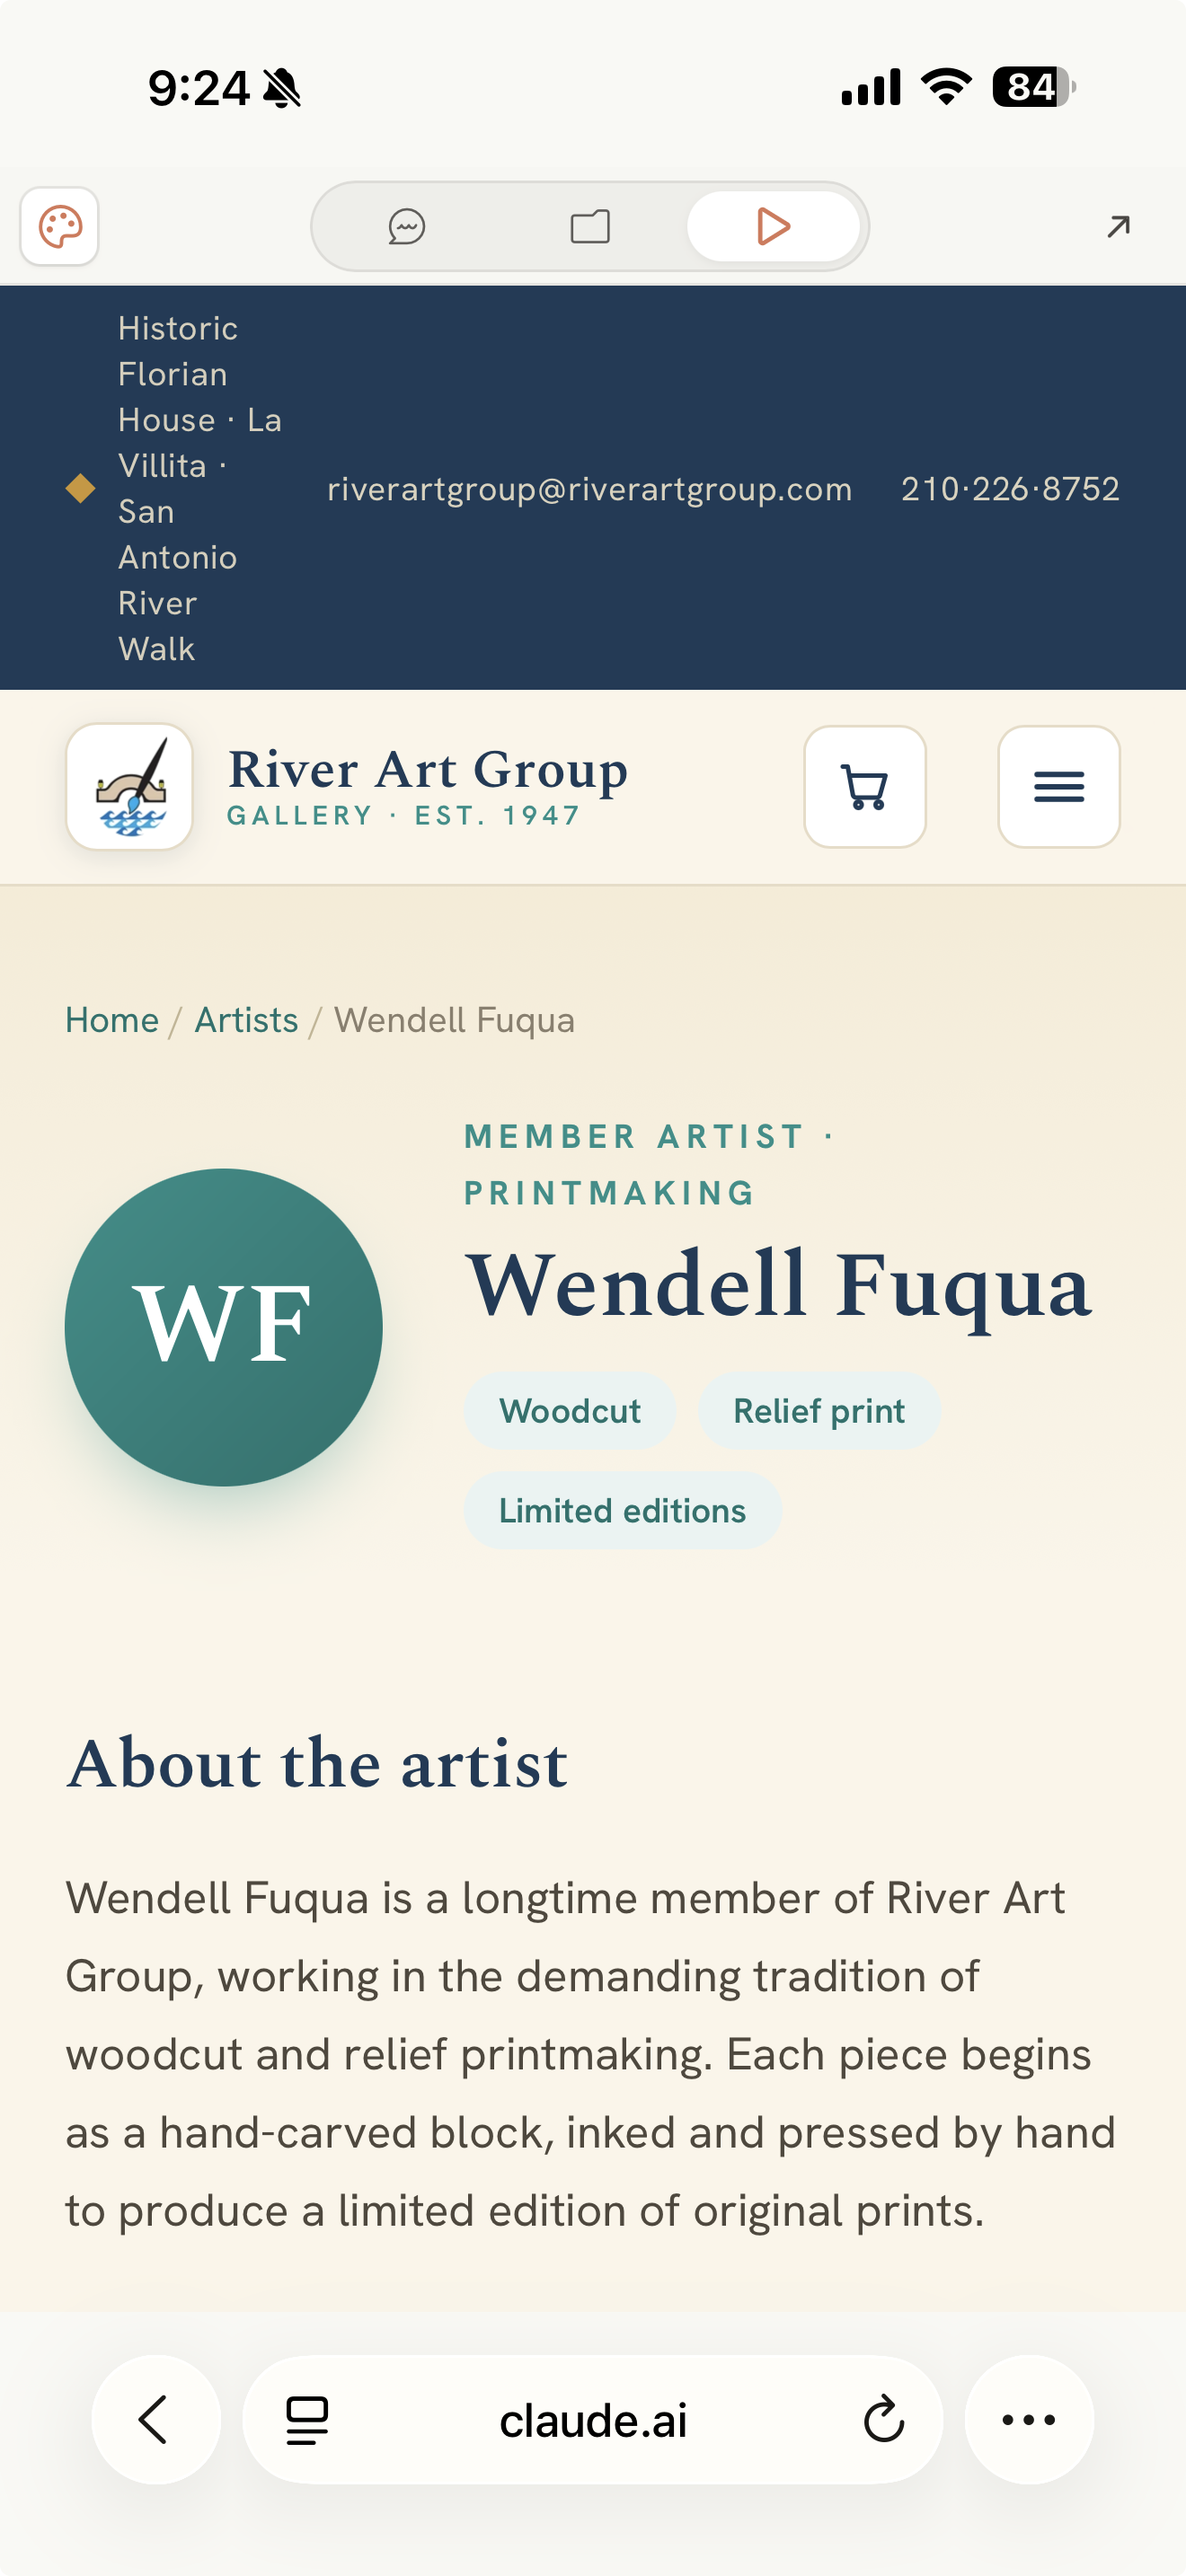 9:24
84
Historic
Florian
House · La
Villita ·
San
Antonio
River
Walk
riverartgroup@riverartgroup.com
210·226·8752
River Art Group
GALLERY · EST. 1947
Home / Artists / Wendell Fuqua
MEMBER ARTIST ·
PRINTMAKING
WF
Wendell Fuqua
Woodcut
Relief print
Limited editions
About the artist
Wendell Fuqua is a longtime member of River Art
Group, working in the demanding tradition of
woodcut and relief printmaking. Each piece begins
as a hand-carved block, inked and pressed by hand
to produce a limited edition of original prints.
claude.ai